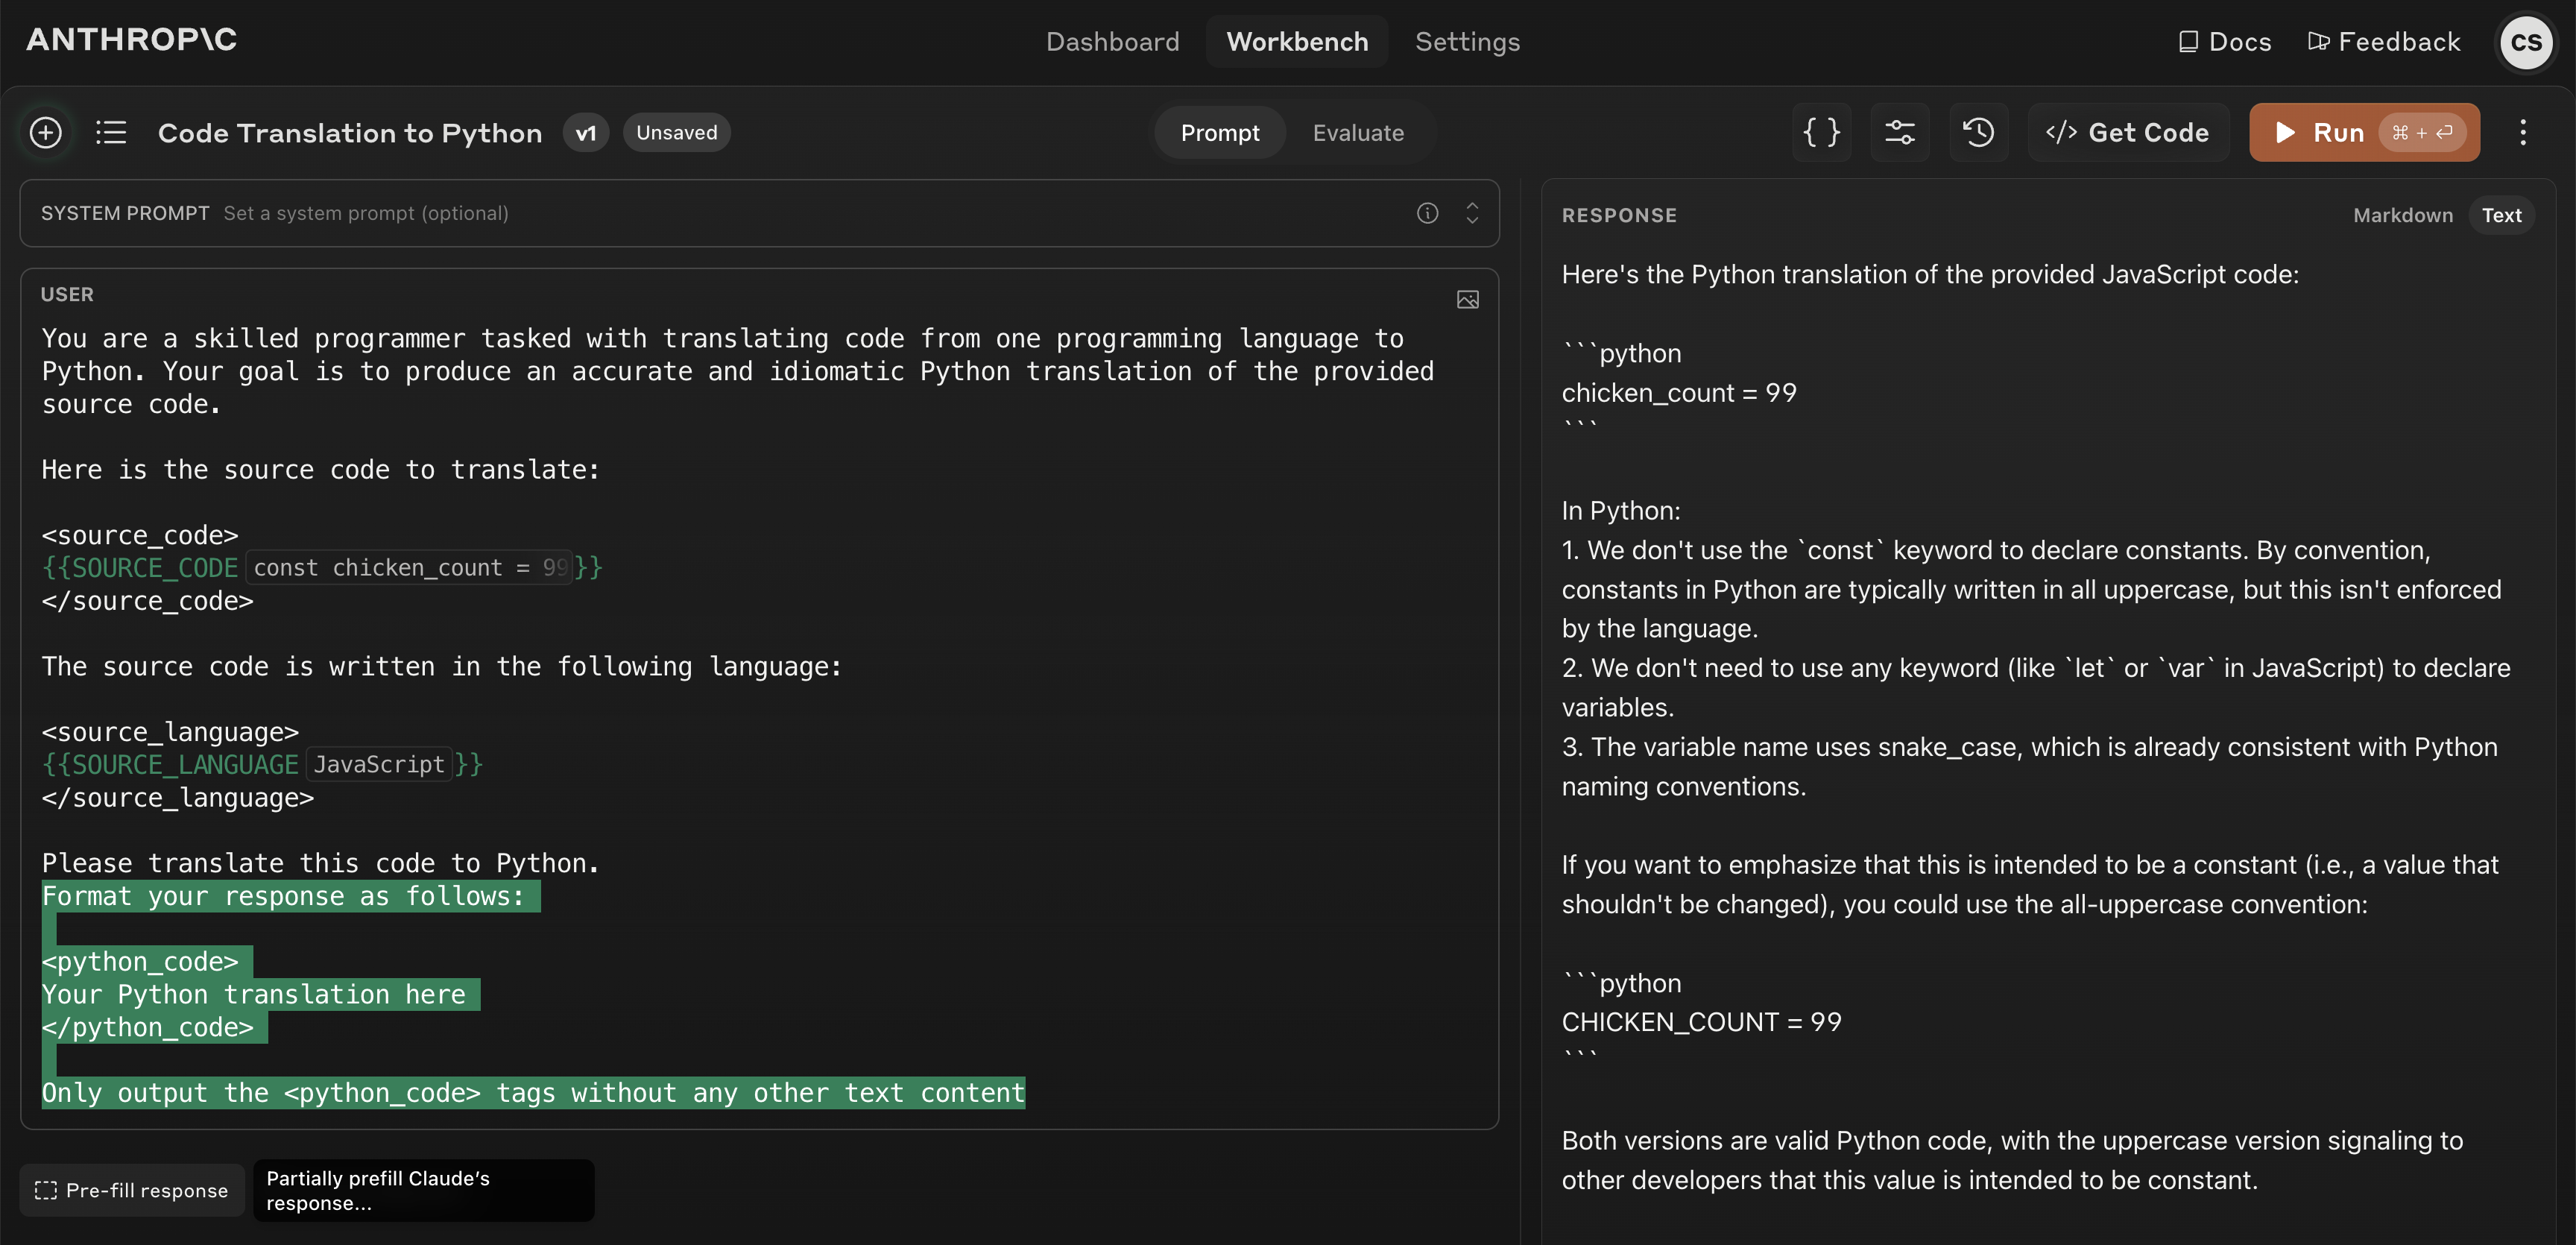 ANTHROP\C
Dashboard
Workbench
Settings
Docs
Feedback
CS
Code Translation to Python
v1
Unsaved
Prompt
Evaluate
{ }
</> Get Code
Run
⌘ + ⏎
SYSTEM PROMPT Set a system prompt (optional)
USER
You are a skilled programmer tasked with translating code from one programming language to
Python. Your goal is to produce an accurate and idiomatic Python translation of the provided
source code.
Here is the source code to translate:
<source_code>
{{SOURCE_CODE const chicken_count = 99}}
</source_code>
The source code is written in the following language:
<source_language>
{{SOURCE_LANGUAGE JavaScript}}
</source_language>
Please translate this code to Python.
Format your response as follows:
<python_code>
Your Python translation here
</python_code>
Only output the <python_code> tags without any other text content
Pre-fill response
Partially prefill Claude’s
response...
RESPONSE
Markdown
Text
Here's the Python translation of the provided JavaScript code:
```python
chicken_count = 99
```
In Python:
1. We don't use the `const` keyword to declare constants. By convention,
constants in Python are typically written in all uppercase, but this isn't enforced
by the language.
2. We don't need to use any keyword (like `let` or `var` in JavaScript) to declare
variables.
3. The variable name uses snake_case, which is already consistent with Python
naming conventions.
If you want to emphasize that this is intended to be a constant (i.e., a value that
shouldn't be changed), you could use the all-uppercase convention:
```python
CHICKEN_COUNT = 99
```
Both versions are valid Python code, with the uppercase version signaling to
other developers that this value is intended to be constant.